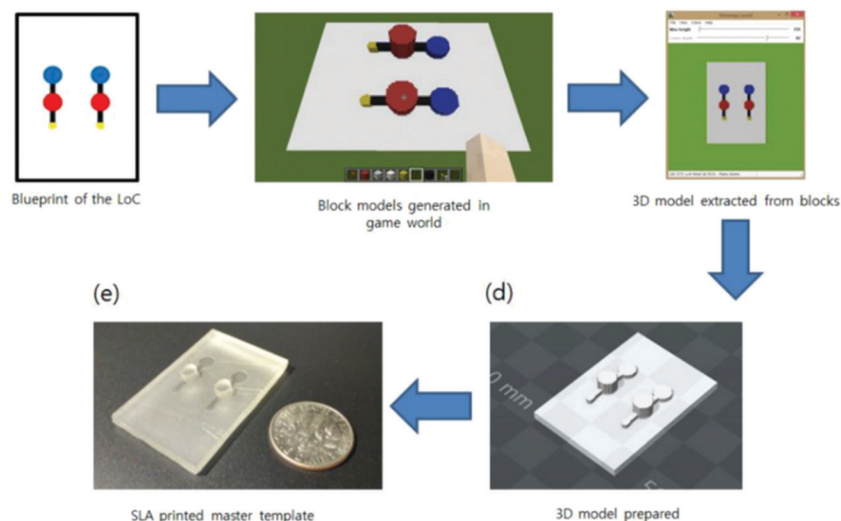 Blueprint of the LoC
Block models generated in
game world
3D model extracted from blocks
(e)
(d)
0 mm
SLA printed master template
3D model prepared